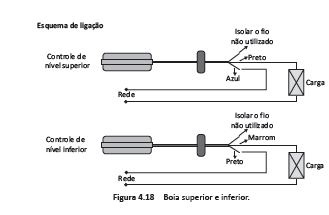 Esquema de ligação
Isolar o fio
não utilizado
Controle de
nível superior
Preto
Azul
Carga
Rede
Isolar o fio
não utilizado
Controle de
nível inferior
Marrom
Preto
Carga
Rede
Figura 4.18 Boia superior e inferior.